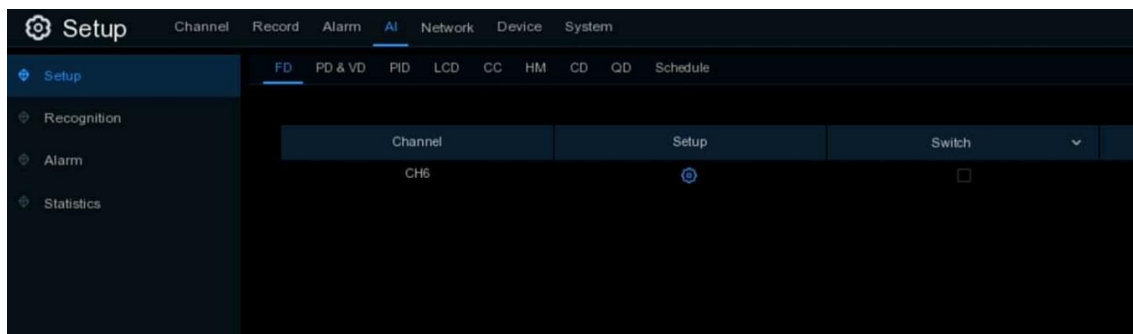 Setup Channel Record Alarm AI Network Device System
Setup FD PD & VD PID LCD CC HM CD QD Schedule
Recognition
Channel Setup Switch
Alarm
CH6
Statistics